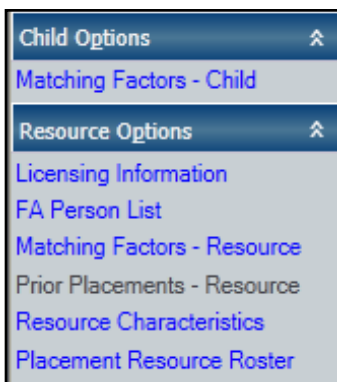 Child Options
Matching Factors - Child
Resource Options
Licensing Information
FA Person List
Matching Factors - Resource
Prior Placements - Resource
Resource Characteristics
Placement Resource Roster